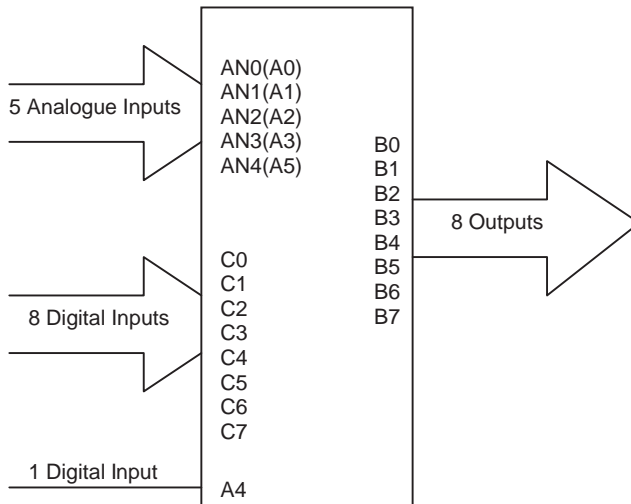 5 Analogue Inputs
AN0(A0)
AN1(A1)
AN2(A2)
AN3(A3)
AN4(A5)
B0
B1
B2
B3
B4
B5
B6
B7
8 Outputs
8 Digital Inputs
C0
C1
C2
C3
C4
C5
C6
C7
1 Digital Input
A4